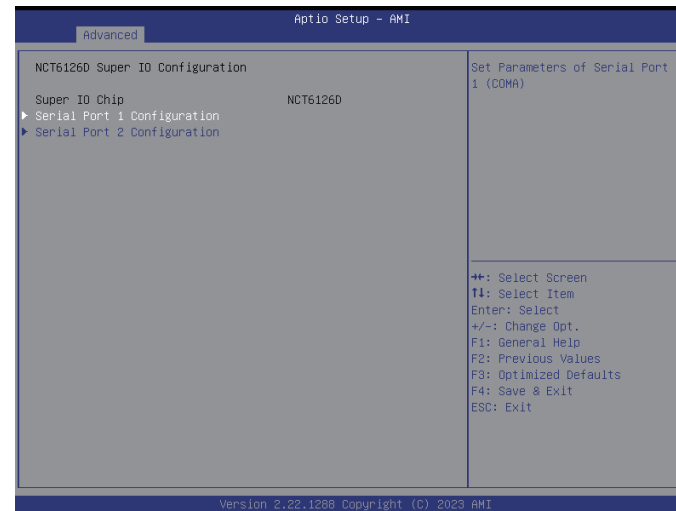 Aptio Setup – AMI
Advanced
NCT6126D Super IO Configuration
Super IO Chip NCT6126D
▶ Serial Port 1 Configuration
▶ Serial Port 2 Configuration
Set Parameters of Serial Port
1 (COMA)
→←: Select Screen
↑↓: Select Item
Enter: Select
+/-: Change Opt.
F1: General Help
F2: Previous Values
F3: Optimized Defaults
F4: Save & Exit
ESC: Exit
Version 2.22.1288 Copyright (C) 2023 AMI